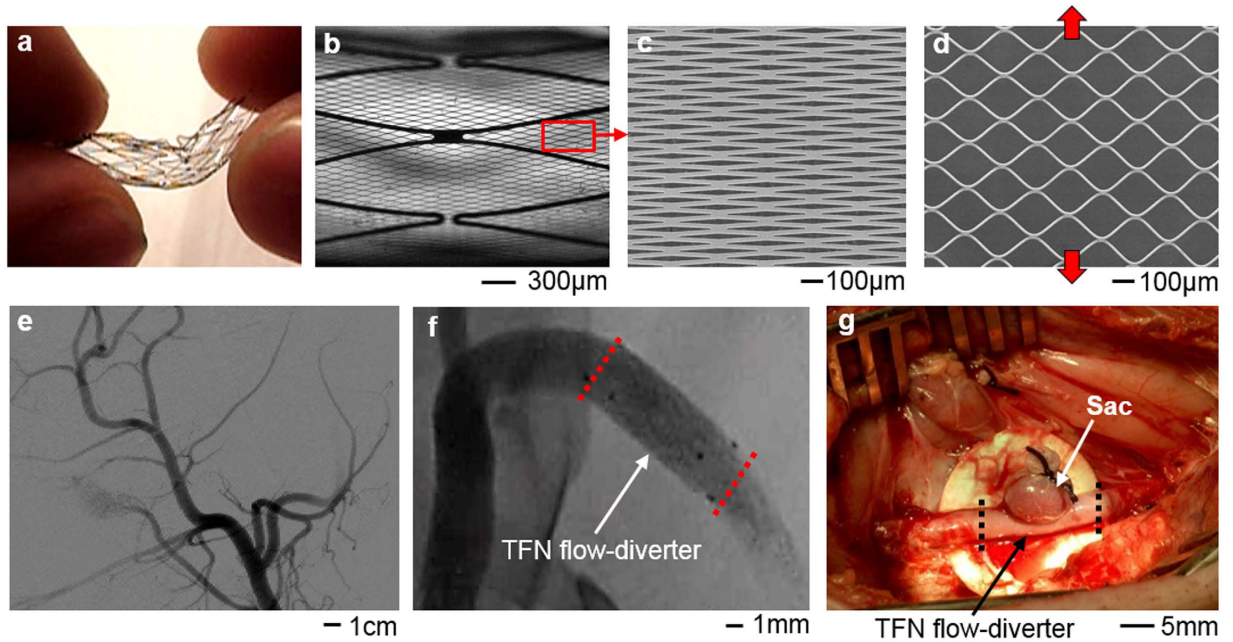 a
b
c
d
300µm
100µm
100µm
e
f
g
Sac
TFN flow-diverter
1cm
1mm
TFN flow-diverter
5mm